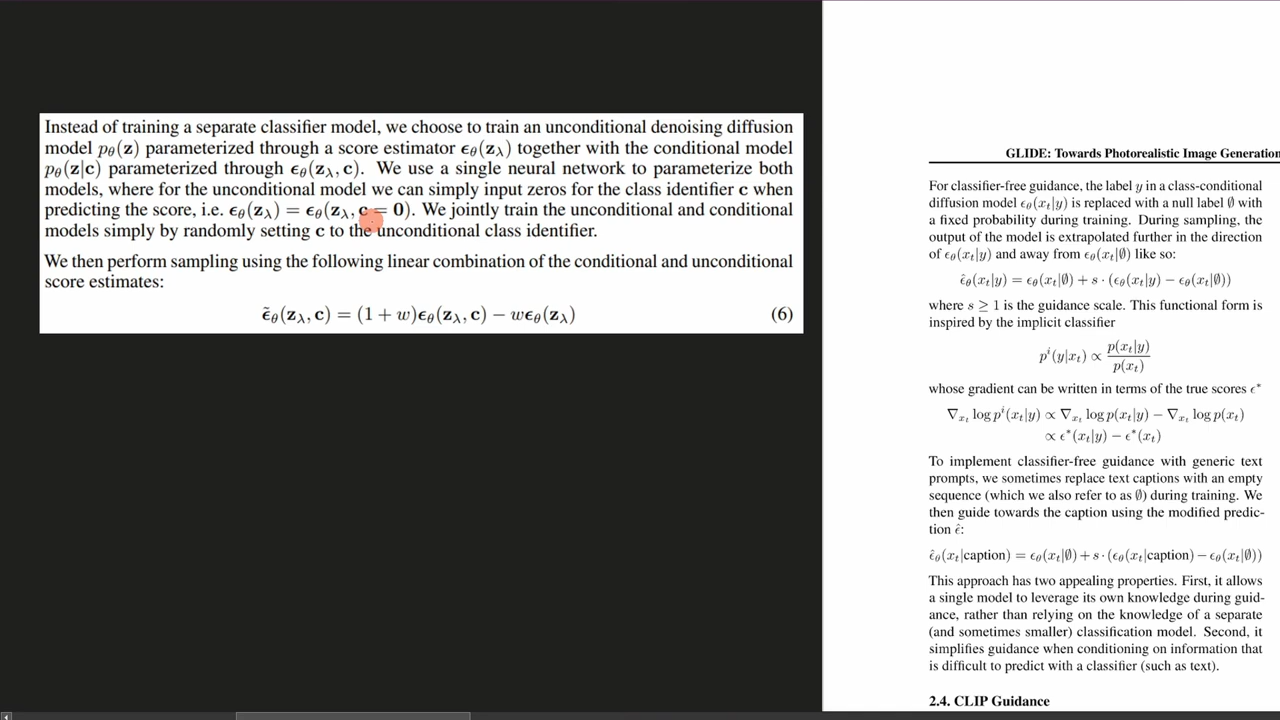 Instead of training a separate classifier model, we choose to train an unconditional denoising diffusion
model pθ(z) parameterized through a score estimator ϵθ(zλ) together with the conditional model
pθ(z|c) parameterized through ϵθ(zλ, c). We use a single neural network to parameterize both
models, where for the unconditional model we can simply input zeros for the class identifier c when
predicting the score, i.e. ϵθ(zλ) = ϵθ(zλ, c = 0). We jointly train the unconditional and conditional
models simply by randomly setting c to the unconditional class identifier.
We then perform sampling using the following linear combination of the conditional and unconditional
score estimates:
ϵ̃θ(zλ, c) = (1 + w)ϵθ(zλ, c) − wϵθ(zλ) (6)
GLIDE: Towards Photorealistic Image Generation
For classifier-free guidance, the label y in a class-conditional
diffusion model ϵθ(xt|y) is replaced with a null label ∅ with
a fixed probability during training. During sampling, the
output of the model is extrapolated further in the direction
of ϵθ(xt|y) and away from ϵθ(xt|∅) like so:
ϵ̂θ(xt|y) = ϵθ(xt|∅) + s · (ϵθ(xt|y) − ϵθ(xt|∅))
where s ≥ 1 is the guidance scale. This functional form is
inspired by the implicit classifier
pⁱ(y|xt) ∝ p(xt|y) / p(xt)
whose gradient can be written in terms of the true scores ϵ*
∇xt log pⁱ(xt|y) ∝ ∇xt log p(xt|y) − ∇xt log p(xt)
∝ ϵ*(xt|y) − ϵ*(xt)
To implement classifier-free guidance with generic text
prompts, we sometimes replace text captions with an empty
sequence (which we also refer to as ∅) during training. We
then guide towards the caption using the modified predic-
tion ϵ̂:
ϵ̂θ(xt|caption) = ϵθ(xt|∅) + s · (ϵθ(xt|caption) − ϵθ(xt|∅))
This approach has two appealing properties. First, it allows
a single model to leverage its own knowledge during guid-
ance, rather than relying on the knowledge of a separate
(and sometimes smaller) classification model. Second, it
simplifies guidance when conditioning on information that
is difficult to predict with a classifier (such as text).
2.4. CLIP Guidance